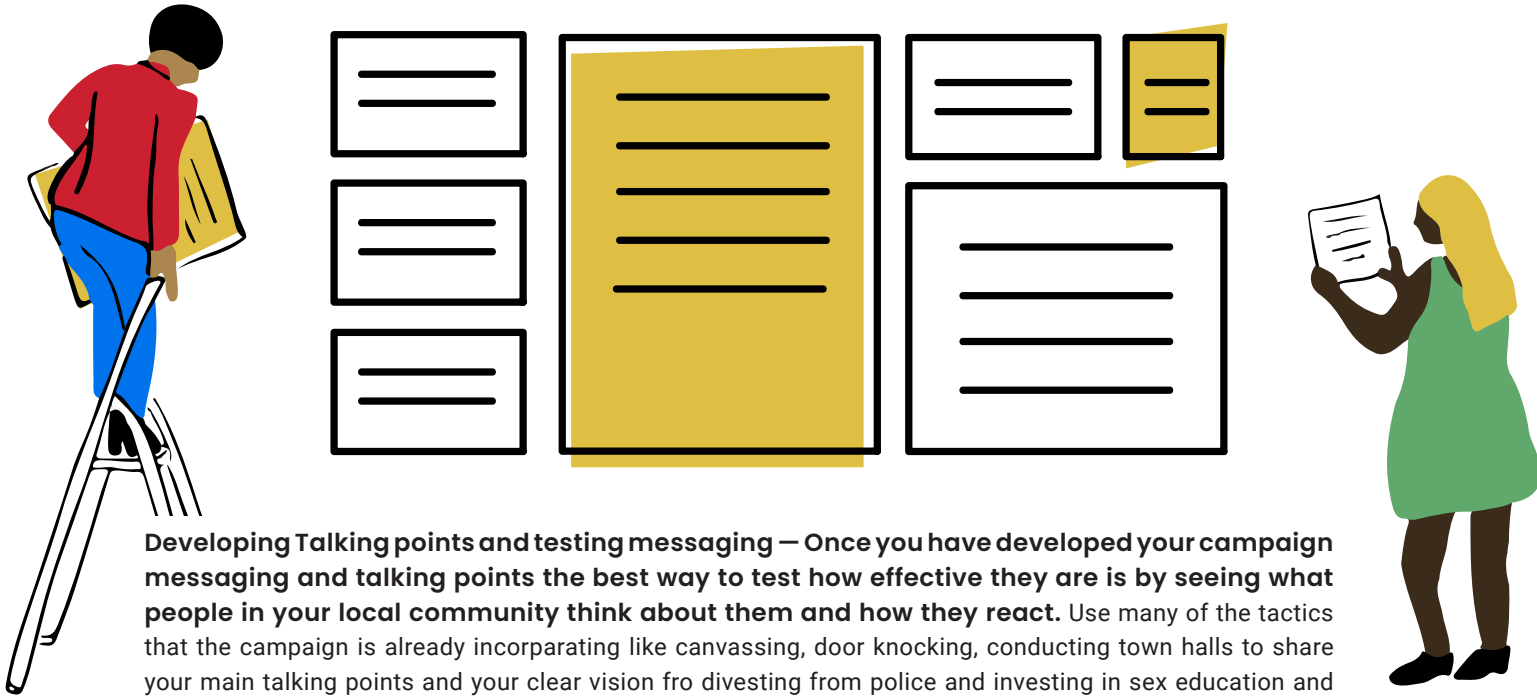 Developing Talking points and testing messaging — Once you have developed your campaign
messaging and talking points the best way to test how effective they are is by seeing what
people in your local community think about them and how they react. Use many of the tactics
that the campaign is already incorparating like canvassing, door knocking, conducting town halls to share
your main talking points and your clear vision fro divesting from police and investing in sex education and